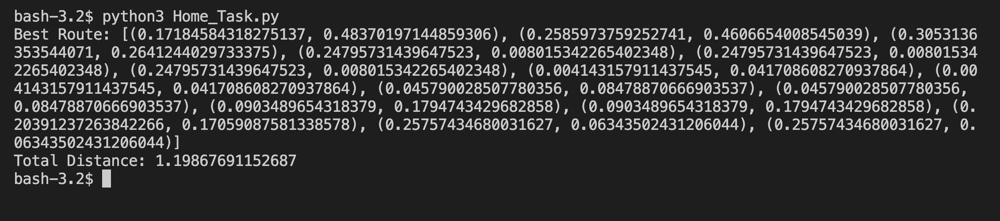 bash-3.2$ python3 Home_Task.py
Best Route: [(0.17184584318275137, 0.48370197144859306), (0.2585973759252741, 0.4606654008545039), (0.3053136
353544071, 0.2641244029733375), (0.24795731439647523, 0.008015342265402348), (0.24795731439647523, 0.00801534
2265402348), (0.24795731439647523, 0.008015342265402348), (0.004143157911437545, 0.041708608270937864), (0.00
4143157911437545, 0.041708608270937864), (0.045790028507780356, 0.08478870666903537), (0.045790028507780356,
0.08478870666903537), (0.0903489654318379, 0.1794743429682858), (0.0903489654318379, 0.1794743429682858), (0.
20391237263842266, 0.17059087581338578), (0.25757434680031627, 0.06343502431206044), (0.25757434680031627, 0.
06343502431206044)]
Total Distance: 1.19867691152687
bash-3.2$